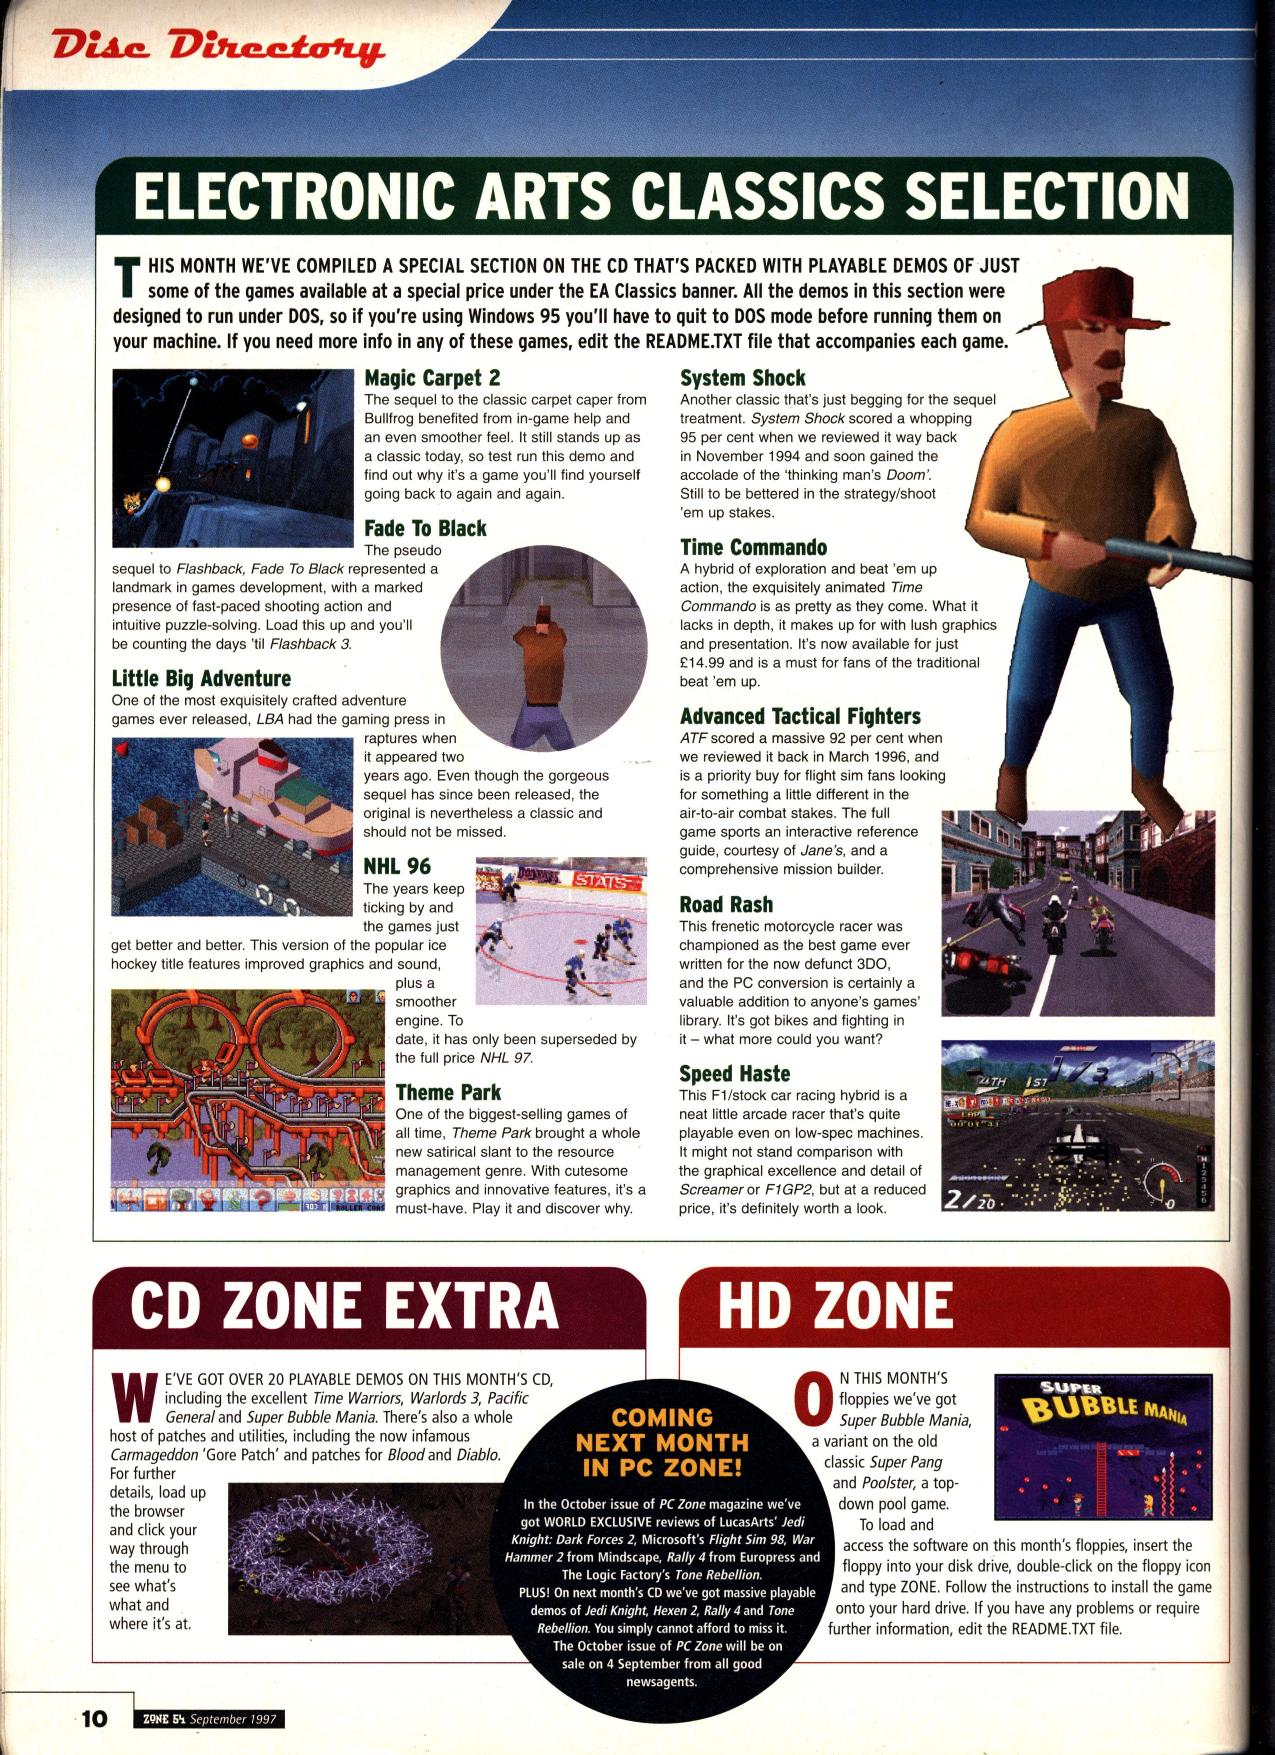 Disc Directory
ELECTRONIC ARTS CLASSICS SELECTION
THIS MONTH WE'VE COMPILED A SPECIAL SECTION ON THE CD THAT'S PACKED WITH PLAYABLE DEMOS OF JUST
some of the games available at a special price under the EA Classics banner. All the demos in this section were
designed to run under DOS, so if you're using Windows 95 you'll have to quit to DOS mode before running them on
your machine. If you need more info in any of these games, edit the README.TXT file that accompanies each game.
Magic Carpet 2
The sequel to the classic carpet caper from
Bullfrog benefited from in-game help and
an even smoother feel. It still stands up as
a classic today, so test run this demo and
find out why it's a game you'll find yourself
going back to again and again.
Fade To Black
The pseudo
sequel to Flashback, Fade To Black represented a
landmark in games development, with a marked
presence of fast-paced shooting action and
intuitive puzzle-solving. Load this up and you'll
be counting the days 'til Flashback 3.
Little Big Adventure
One of the most exquisitely crafted adventure
games ever released, LBA had the gaming press in
raptures when
it appeared two
years ago. Even though the gorgeous
sequel has since been released, the
original is nevertheless a classic and
should not be missed.
NHL 96
The years keep
ticking by and
the games just
get better and better. This version of the popular ice
hockey title features improved graphics and sound,
plus a
smoother
engine. To
date, it has only been superseded by
the full price NHL 97.
STATS
Theme Park
One of the biggest-selling games of
all time, Theme Park brought a whole
new satirical slant to the resource
management genre. With cutesome
graphics and innovative features, it's a
must-have. Play it and discover why.
System Shock
Another classic that's just begging for the sequel
treatment. System Shock scored a whopping
95 per cent when we reviewed it way back
in November 1994 and soon gained the
accolade of the 'thinking man's Doom'.
Still to be bettered in the strategy/shoot
'em up stakes.
Time Commando
A hybrid of exploration and beat 'em up
action, the exquisitely animated Time
Commando is as pretty as they come. What it
lacks in depth, it makes up for with lush graphics
and presentation. It's now available for just
£14.99 and is a must for fans of the traditional
beat 'em up.
Advanced Tactical Fighters
ATF scored a massive 92 per cent when
we reviewed it back in March 1996, and
is a priority buy for flight sim fans looking
for something a little different in the
air-to-air combat stakes. The full
game sports an interactive reference
guide, courtesy of Jane's, and a
comprehensive mission builder.
Road Rash
This frenetic motorcycle racer was
championed as the best game ever
written for the now defunct 3DO,
and the PC conversion is certainly a
valuable addition to anyone's games'
library. It's got bikes and fighting in
it – what more could you want?
Speed Haste
This F1/stock car racing hybrid is a
neat little arcade racer that's quite
playable even on low-spec machines.
It might not stand comparison with
the graphical excellence and detail of
Screamer or F1GP2, but at a reduced
price, it's definitely worth a look.
1/3
1ST
LAP
2/20
CD ZONE EXTRA
WE'VE GOT OVER 20 PLAYABLE DEMOS ON THIS MONTH'S CD,
including the excellent Time Warriors, Warlords 3, Pacific
General and Super Bubble Mania. There's also a whole
host of patches and utilities, including the now infamous
Carmageddon 'Gore Patch' and patches for Blood and Diablo.
For further
details, load up
the browser
and click your
way through
the menu to
see what's
what and
where it's at.
COMING
NEXT MONTH
IN PC ZONE!
In the October issue of PC Zone magazine we've
got WORLD EXCLUSIVE reviews of LucasArts' Jedi
Knight: Dark Forces 2, Microsoft's Flight Sim 98, War
Hammer 2 from Mindscape, Rally 4 from Europress and
The Logic Factory's Tone Rebellion.
PLUS! On next month's CD we've got massive playable
demos of Jedi Knight, Hexen 2, Rally 4 and Tone
Rebellion. You simply cannot afford to miss it.
The October issue of PC Zone will be on
sale on 4 September from all good
newsagents.
HD ZONE
ON THIS MONTH'S
floppies we've got
Super Bubble Mania,
a variant on the old
classic Super Pang
and Poolster, a top-
down pool game.
To load and
access the software on this month's floppies, insert the
floppy into your disk drive, double-click on the floppy icon
and type ZONE. Follow the instructions to install the game
onto your hard drive. If you have any problems or require
further information, edit the README.TXT file.
SUPER
BUBBLE MANIA
10
ZONE 54 September 1997